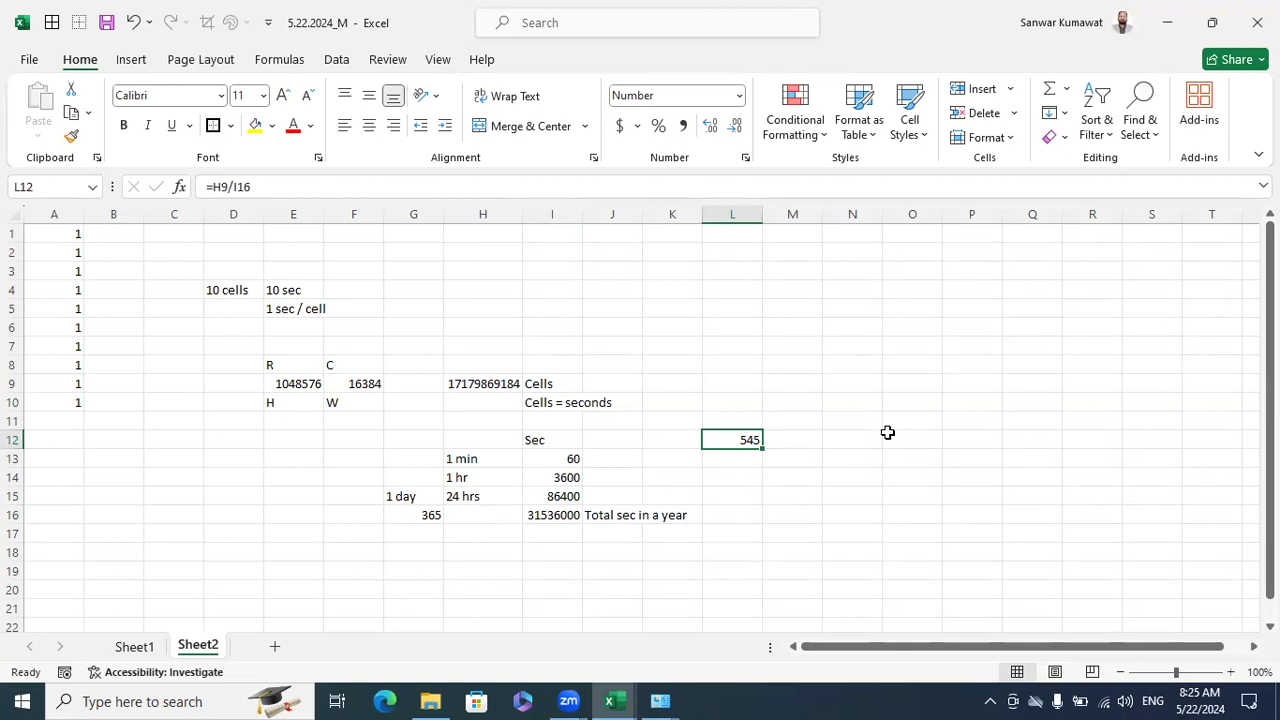 5.22.2024_M - Excel
Search
Sanwar Kumawat
File Home Insert Page Layout Formulas Data Review View Help
Share
Paste
Calibri 11
Wrap Text
Number
Insert
Delete
Format
Merge & Center
Conditional Formatting
Format as Table
Cell Styles
Sort & Filter
Find & Select
Add-ins
Clipboard Font Alignment Number Styles Cells Editing Add-ins
L12 =H9/I16
A B C D E F G H I J K L M N O P Q R S T
1 1
2 1
3 1
4 1 10 cells 10 sec
5 1 1 sec / cell
6 1
7 1
8 1 R C
9 1 1048576 16384 17179869184 Cells
10 1 H W Cells = seconds
11
12 Sec 545
13 1 min 60
14 1 hr 3600
15 1 day 24 hrs 86400
16 365 31536000 Total sec in a year
17
18
19
20
21
22
Sheet1 Sheet2
Ready Accessibility: Investigate 100%
Type here to search
ENG
8:25 AM
5/22/2024